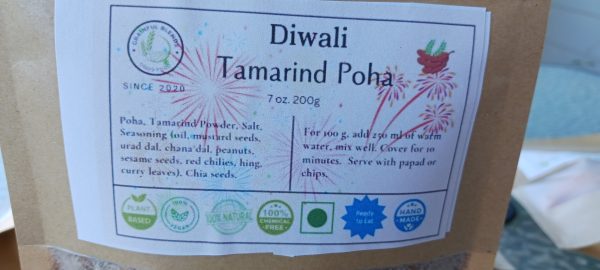 GRAINFUL BLENDS
SINCE 2020
Diwali
Tamarind Poha
7 oz. 200g
Poha, Tamarind Powder, Salt,
Seasoning (oil, mustard seeds,
urad dal, chana dal, peanuts,
sesame seeds, red chilies, hing,
curry leaves). Chia seeds.
For 100 g, add 250 ml of warm
water, mix well. Cover for 10
minutes. Serve with papad or
chips.
PLANT
BASED
100%
VEGAN
100% NATURAL
100%
CHEMICAL
-FREE-
Ready
to Eat
HAND
MADE